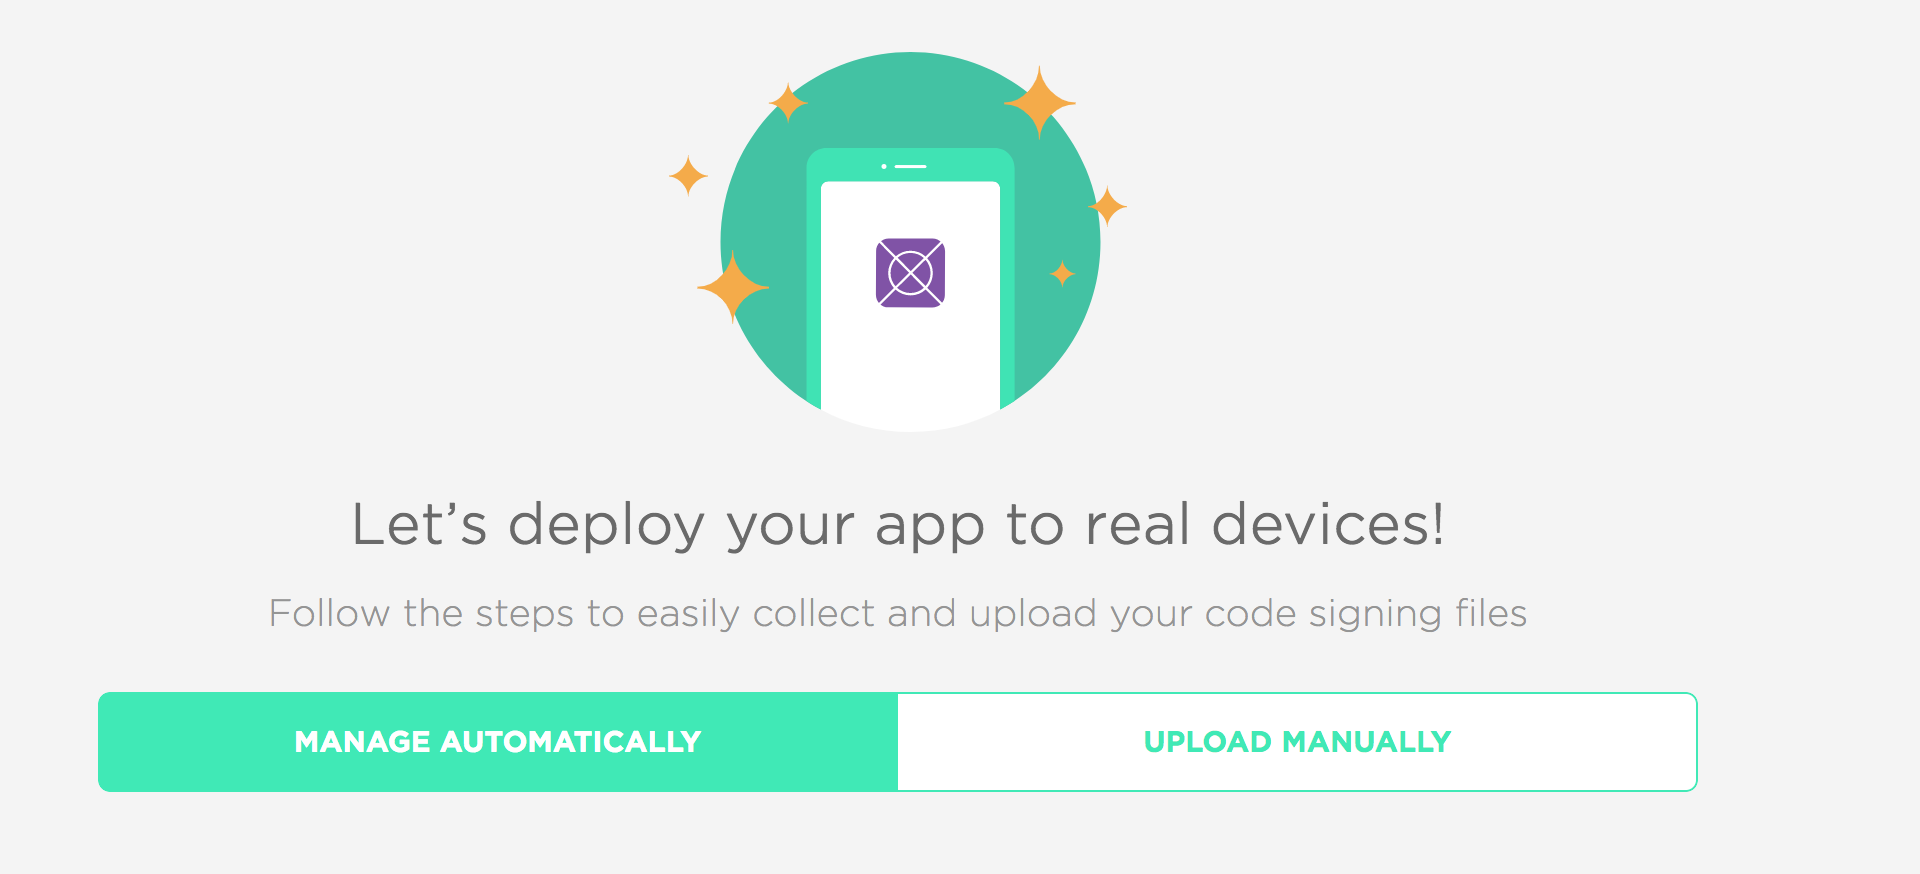 Let’s deploy your app to real devices!
Follow the steps to easily collect and upload your code signing files
MANAGE AUTOMATICALLY
UPLOAD MANUALLY